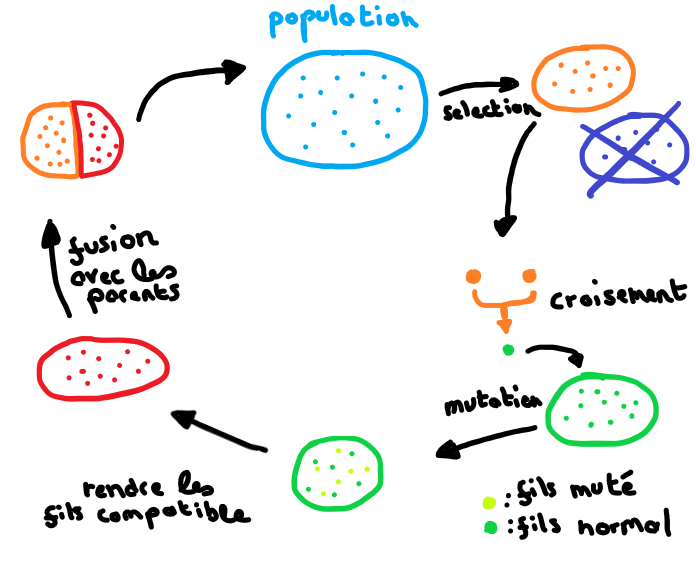 population
selection
croisement
mutation
: fils muté
: fils normal
rendre les
fils compatible
fusion
avec les
parents